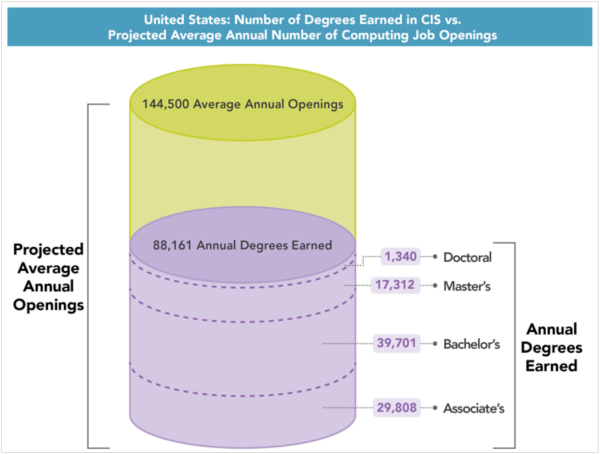 United States: Number of Degrees Earned in CIS vs.
Projected Average Annual Number of Computing Job Openings
144,500 Average Annual Openings
Projected
Average
Annual
Openings
88,161 Annual Degrees Earned
1,340 Doctoral
17,312 Master's
39,701 Bachelor's
29,808 Associate's
Annual
Degrees
Earned